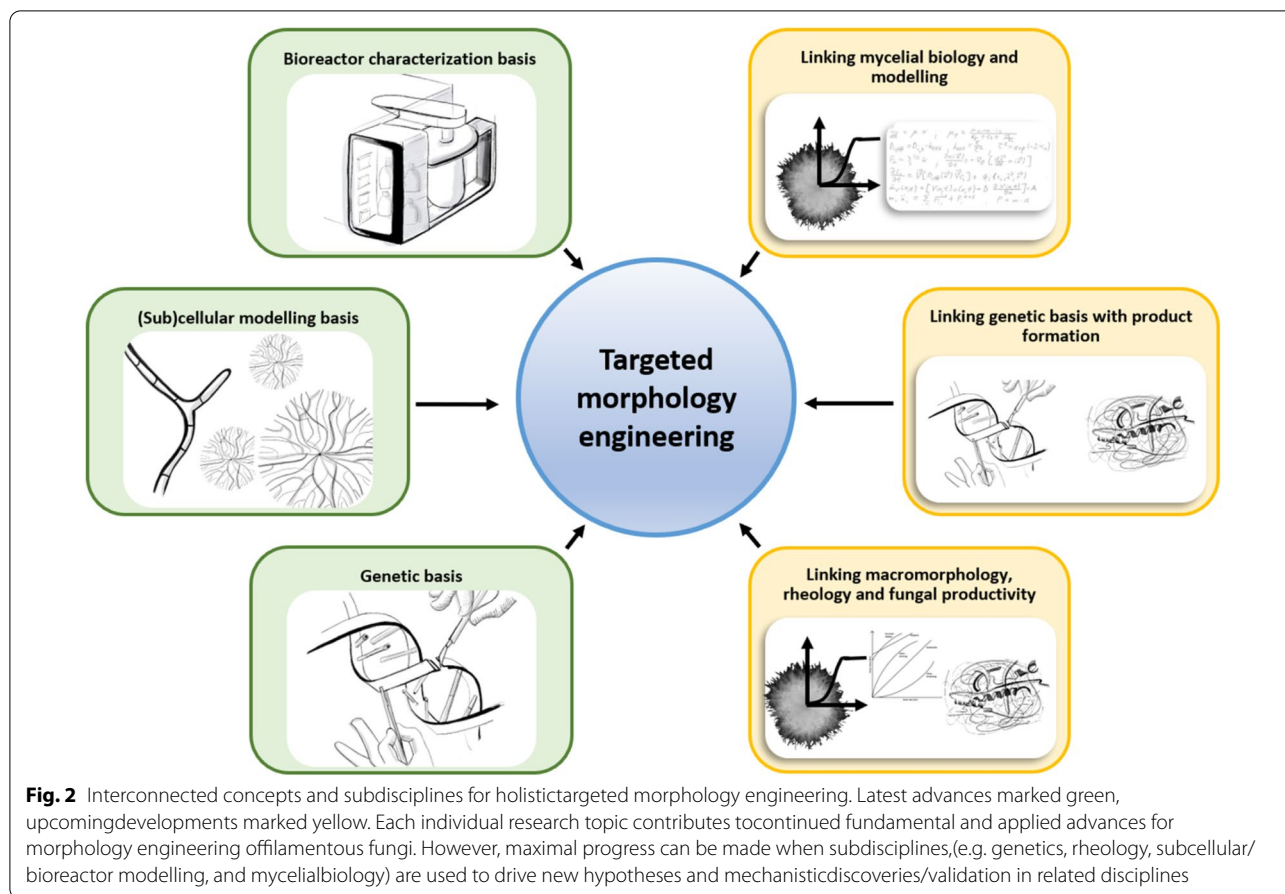 Bioreactor characterization basis
Linking mycelial biology and
modelling
(Sub)cellular modelling basis
Targeted
morphology
engineering
Linking genetic basis with product
formation
Genetic basis
Linking macromorphology,
rheology and fungal productivity
Fig. 2 Interconnected concepts and subdisciplines for holistictargeted morphology engineering. Latest advances marked green,
upcomingdevelopments marked yellow. Each individual research topic contributes tocontinued fundamental and applied advances for
morphology engineering offilamentous fungi. However, maximal progress can be made when subdisciplines,(e.g. genetics, rheology, subcellular/
bioreactor modelling, and mycelialbiology) are used to drive new hypotheses and mechanisticdiscoveries/validation in related disciplines